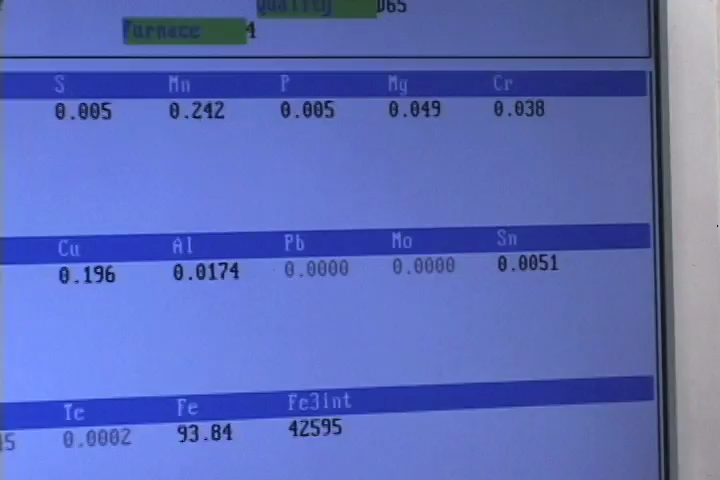 Quality D65
Furnace 4
S Mn P Mg Cr
0.005 0.242 0.005 0.049 0.038
Cu Al Pb Mo Sn
0.196 0.0174 0.0000 0.0000 0.0051
Te Fe Fe3int
0.0002 93.84 42595